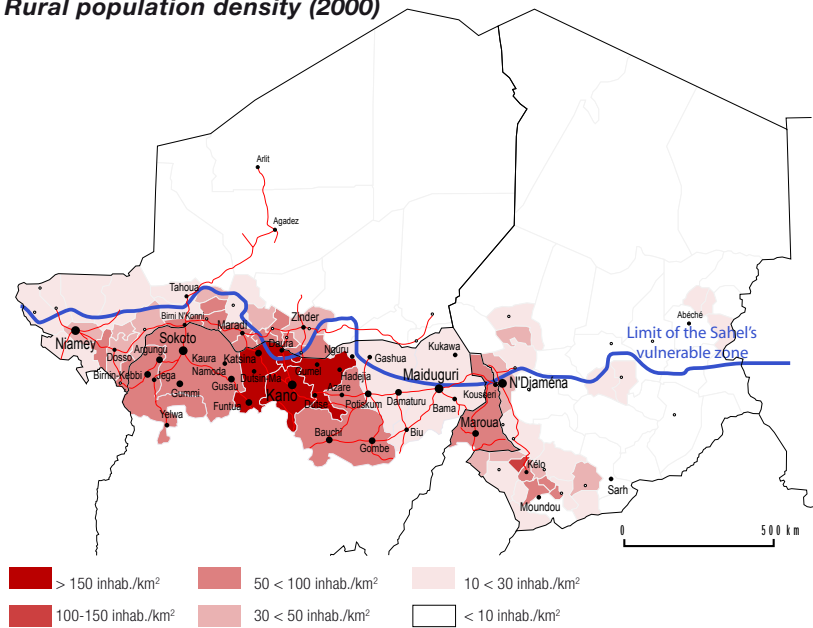 Rural population density (2000)
Arlit
Agadez
Tahoua
Birni N'Konni
Maradi
Zinder
Abéché
Limit of the Sahel's
vulnerable zone
Niamey
Dosso
Sokoto
Argungu
Kaura
Namoda
Katsina
Daura
Nguru
Gashua
Kukawa
Birnin-Kebbi
Jega
Gummi
Gusau
Dutsin-Ma
Gumel
Hadejia
Maiduguri
Kousseri
N'Djaména
Funtua
Kano
Dutse
Azare
Potiskum
Damaturu
Bama
Yelwa
Bauchi
Gombe
Biu
Maroua
Kélo
Moundou
Sarh
0 500 km
> 150 inhab./km²
50 < 100 inhab./km²
10 < 30 inhab./km²
100-150 inhab./km²
30 < 50 inhab./km²
< 10 inhab./km²